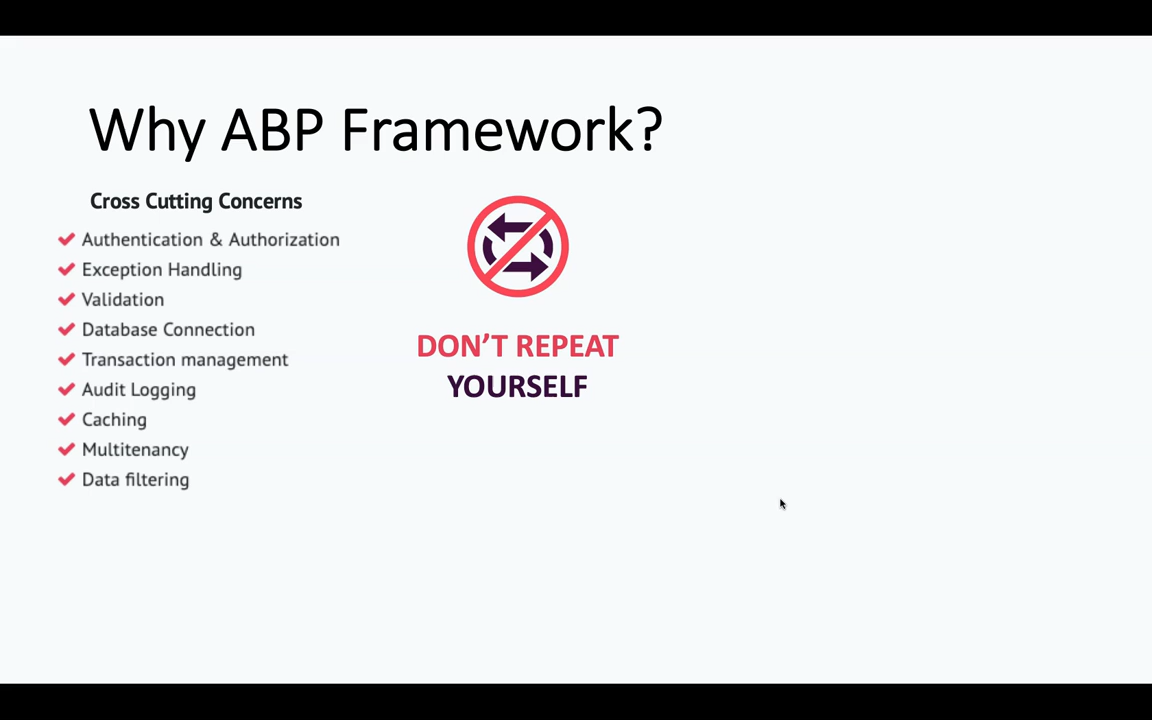 Why ABP Framework?
Cross Cutting Concerns
Authentication & Authorization
Exception Handling
Validation
Database Connection
Transaction management
Audit Logging
Caching
Multitenancy
Data filtering
DON'T REPEAT
YOURSELF